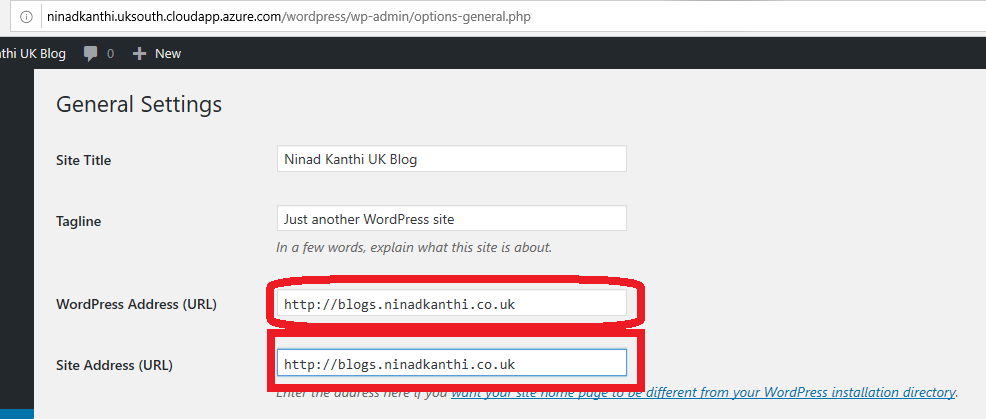 ninadkanthi.uksouth.cloudapp.azure.com/wordpress/wp-admin/options-general.php
thi UK Blog 0 New
General Settings
Site Title Ninad Kanthi UK Blog
Tagline Just another WordPress site
In a few words, explain what this site is about.
WordPress Address (URL) http://blogs.ninadkanthi.co.uk
Site Address (URL) http://blogs.ninadkanthi.co.uk
Enter the address here if you want your site home page to be different from your WordPress installation directory.